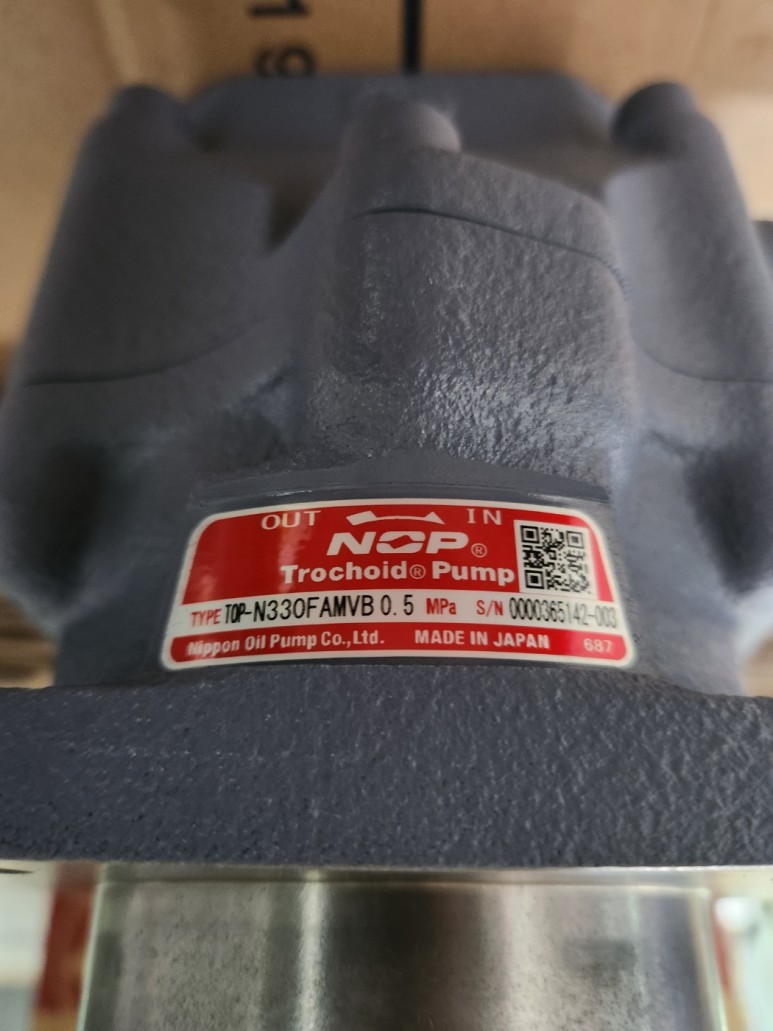 19
OUT IN
NOP®
Trochoid® Pump
TYPE TOP-N330FAMVB 0.5 MPa S/N 0000365142-003
Nippon Oil Pump Co.,Ltd. MADE IN JAPAN 687